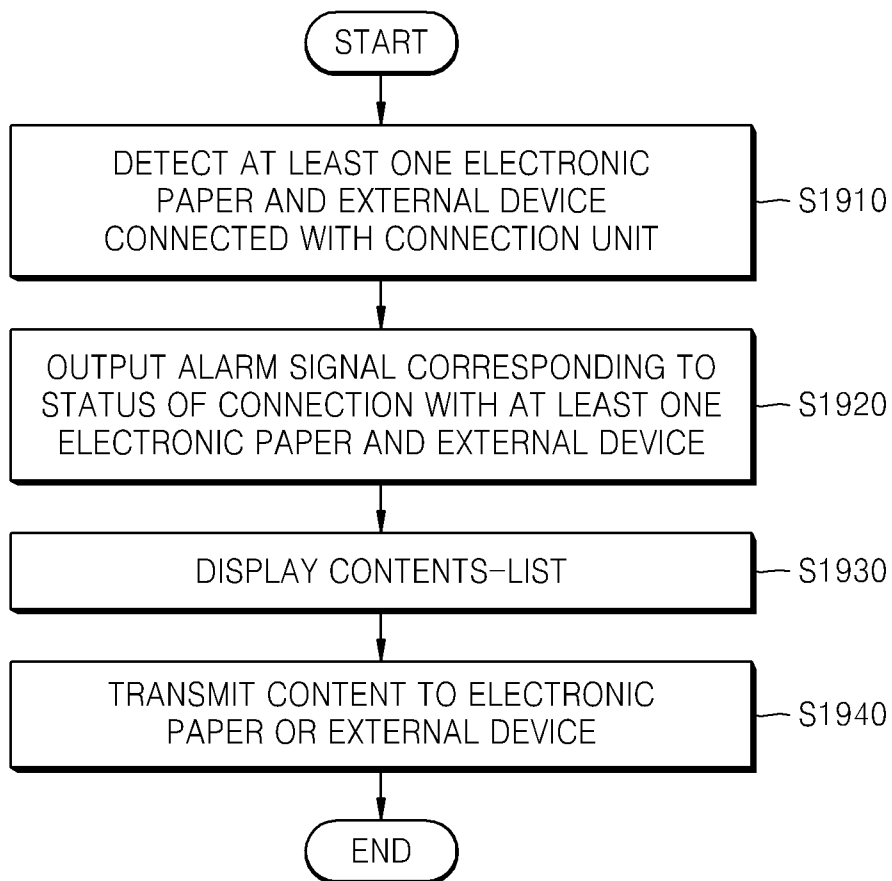 START
DETECT AT LEAST ONE ELECTRONIC
PAPER AND EXTERNAL DEVICE
CONNECTED WITH CONNECTION UNIT
S1910
OUTPUT ALARM SIGNAL CORRESPONDING TO
STATUS OF CONNECTION WITH AT LEAST ONE
ELECTRONIC PAPER AND EXTERNAL DEVICE
S1920
DISPLAY CONTENTS-LIST
S1930
TRANSMIT CONTENT TO ELECTRONIC
PAPER OR EXTERNAL DEVICE
S1940
END